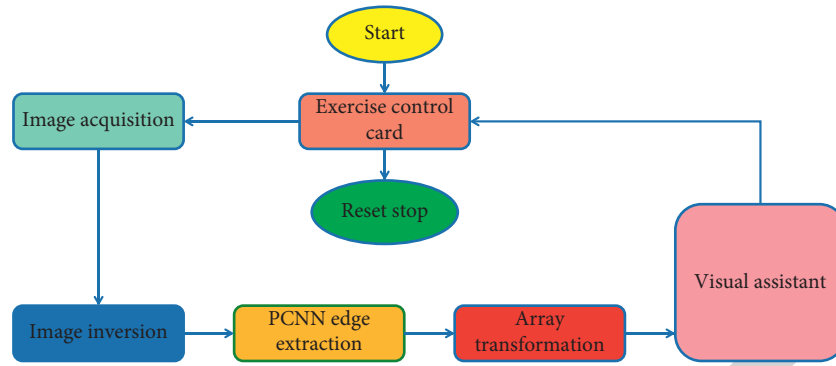 Start
Exercise control
card
Image acquisition
Reset stop
Visual assistant
Image inversion
PCNN edge
extraction
Array
transformation